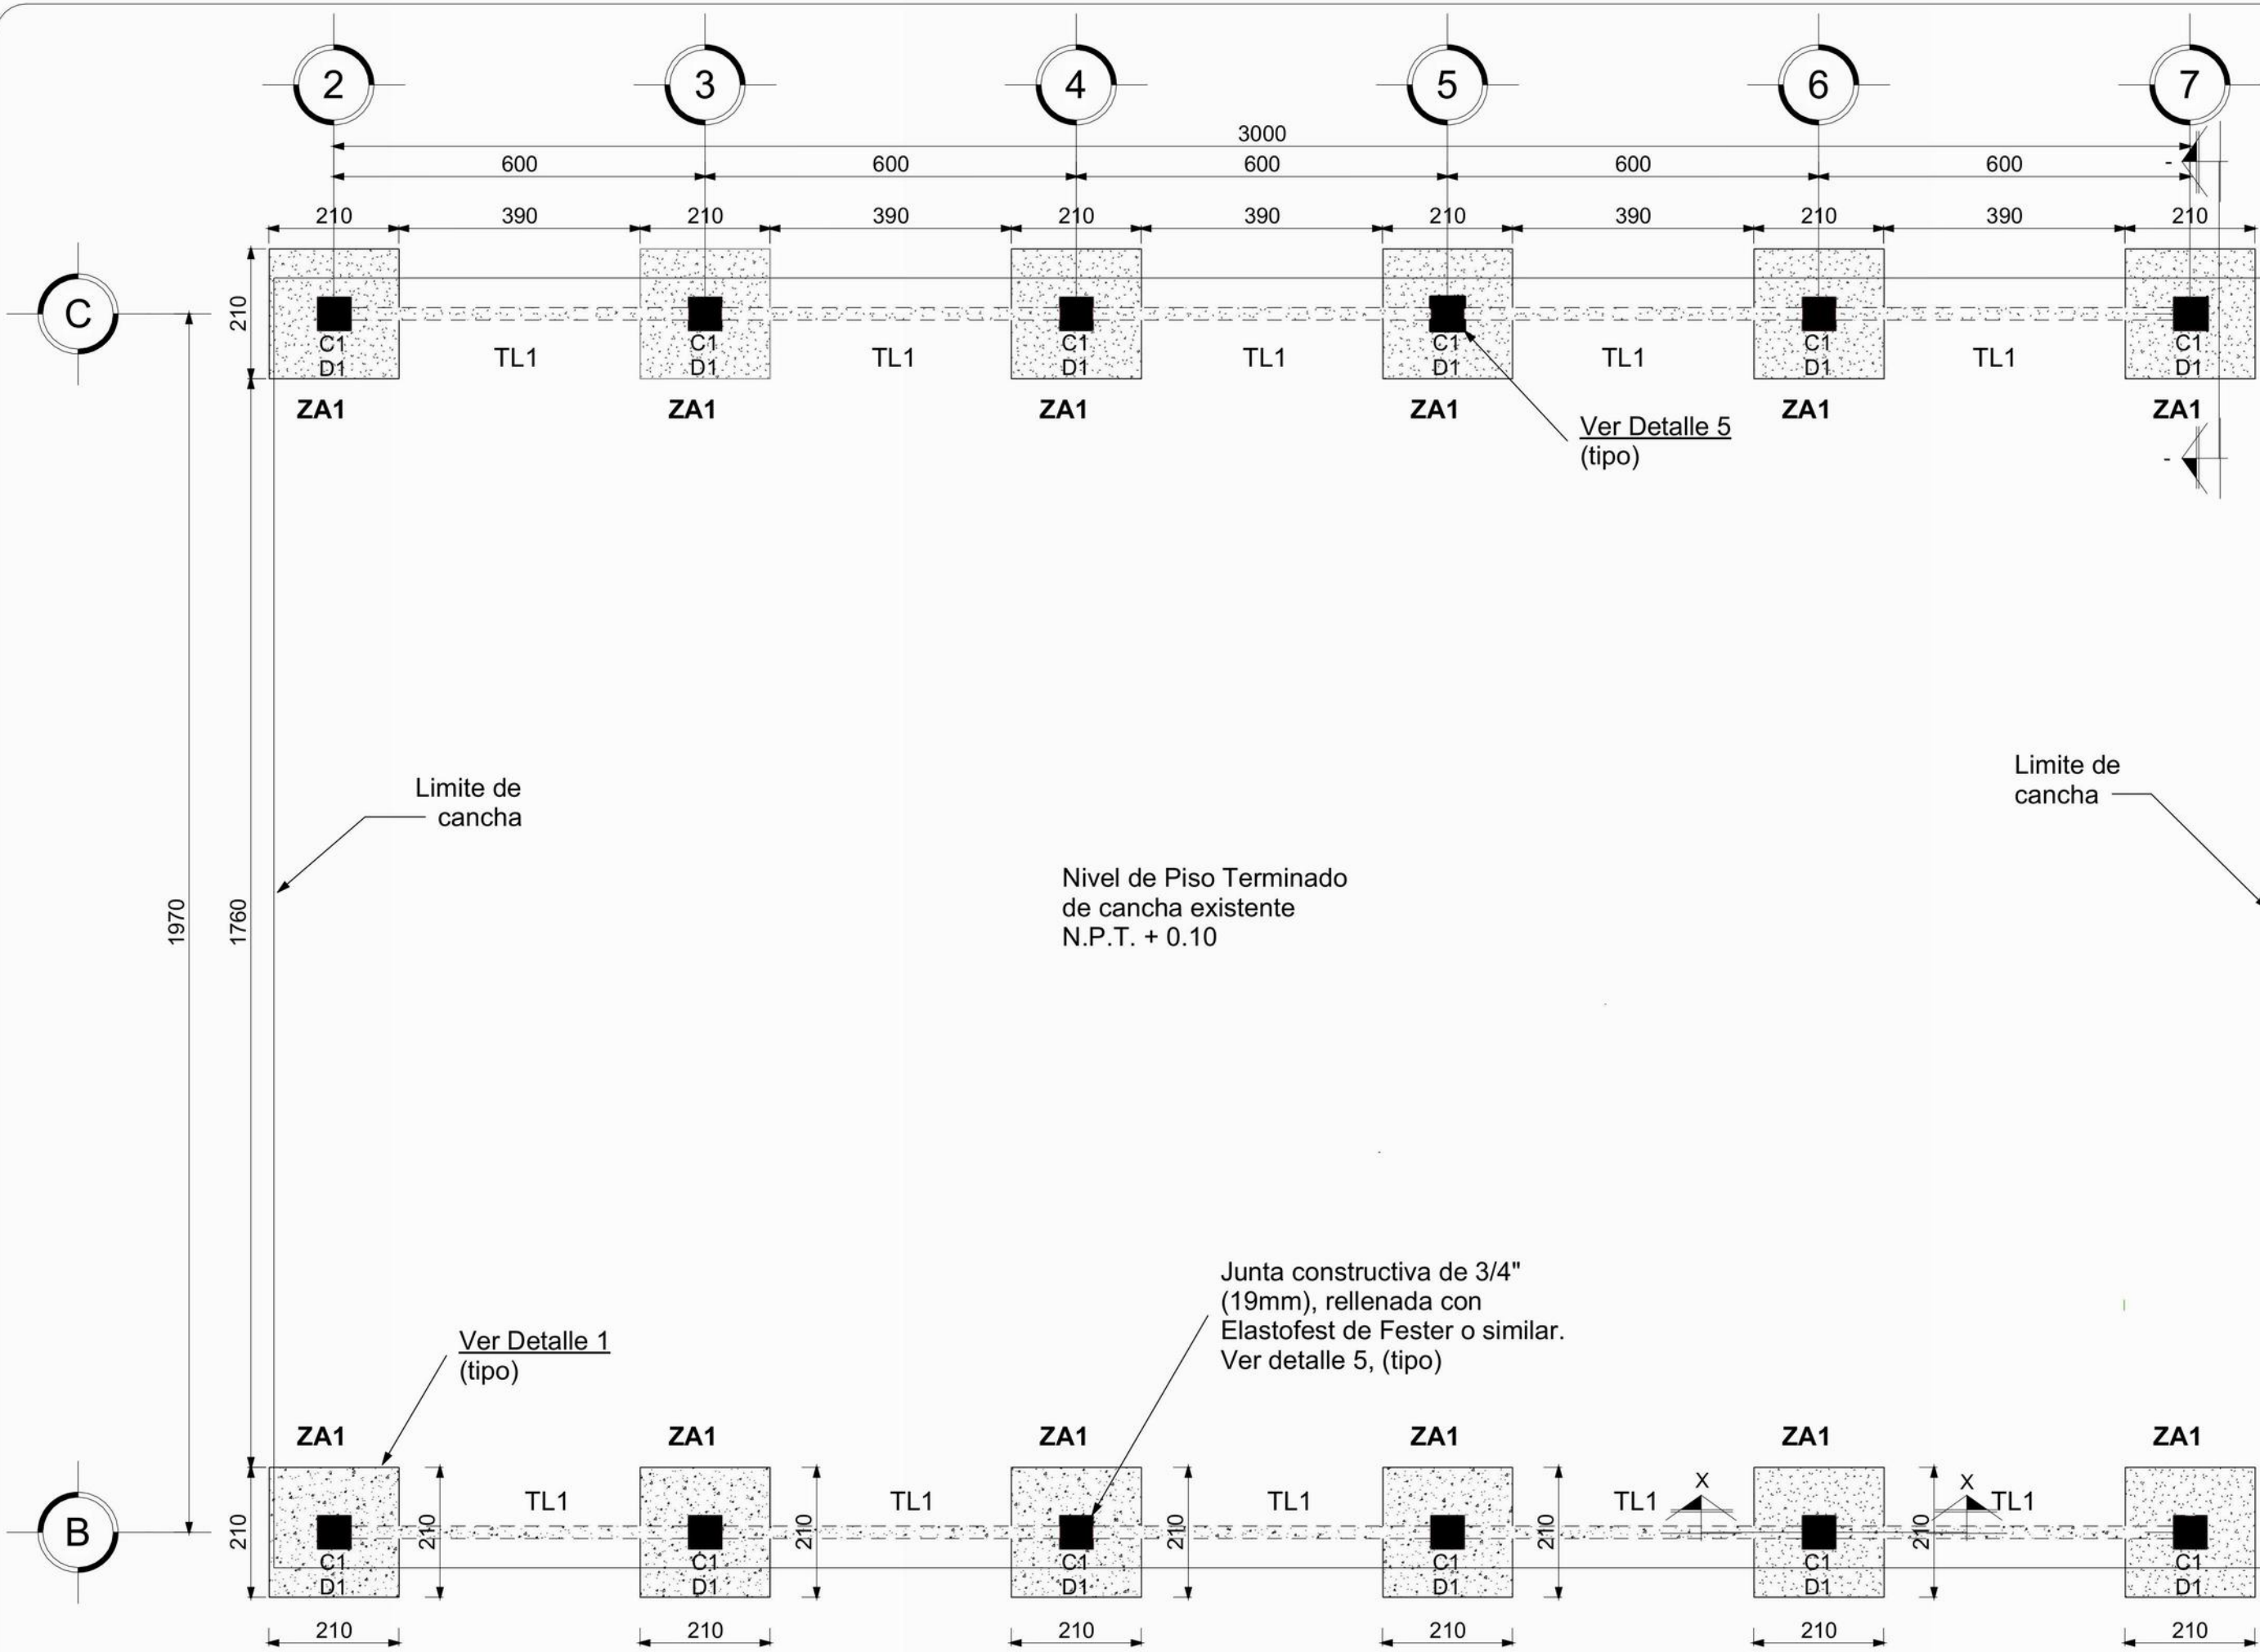 2 3 4 5 6 7
3000
600 600 600 600 600
-
210 390 210 390 210 390 210 390 210 390 210
C
210
C1 C1 C1 C1 C1 C1
D1 D1 D1 D1 D1 D1
TL1 TL1 TL1 TL1 TL1
ZA1 ZA1 ZA1 ZA1 ZA1 ZA1
Ver Detalle 5
(tipo)
-
Limite de
cancha
Limite de
cancha
Nivel de Piso Terminado
de cancha existente
N.P.T. + 0.10
1970
1760
Junta constructiva de 3/4"
(19mm), rellenada con
Elastofest de Fester o similar.
Ver detalle 5, (tipo)
Ver Detalle 1
(tipo)
ZA1 ZA1 ZA1 ZA1 ZA1 ZA1
X X
TL1 TL1 TL1 TL1 TL1
B
210 210 210 210 210 210
C1 C1 C1 C1 C1 C1
D1 D1 D1 D1 D1 D1
210 210 210 210 210 210